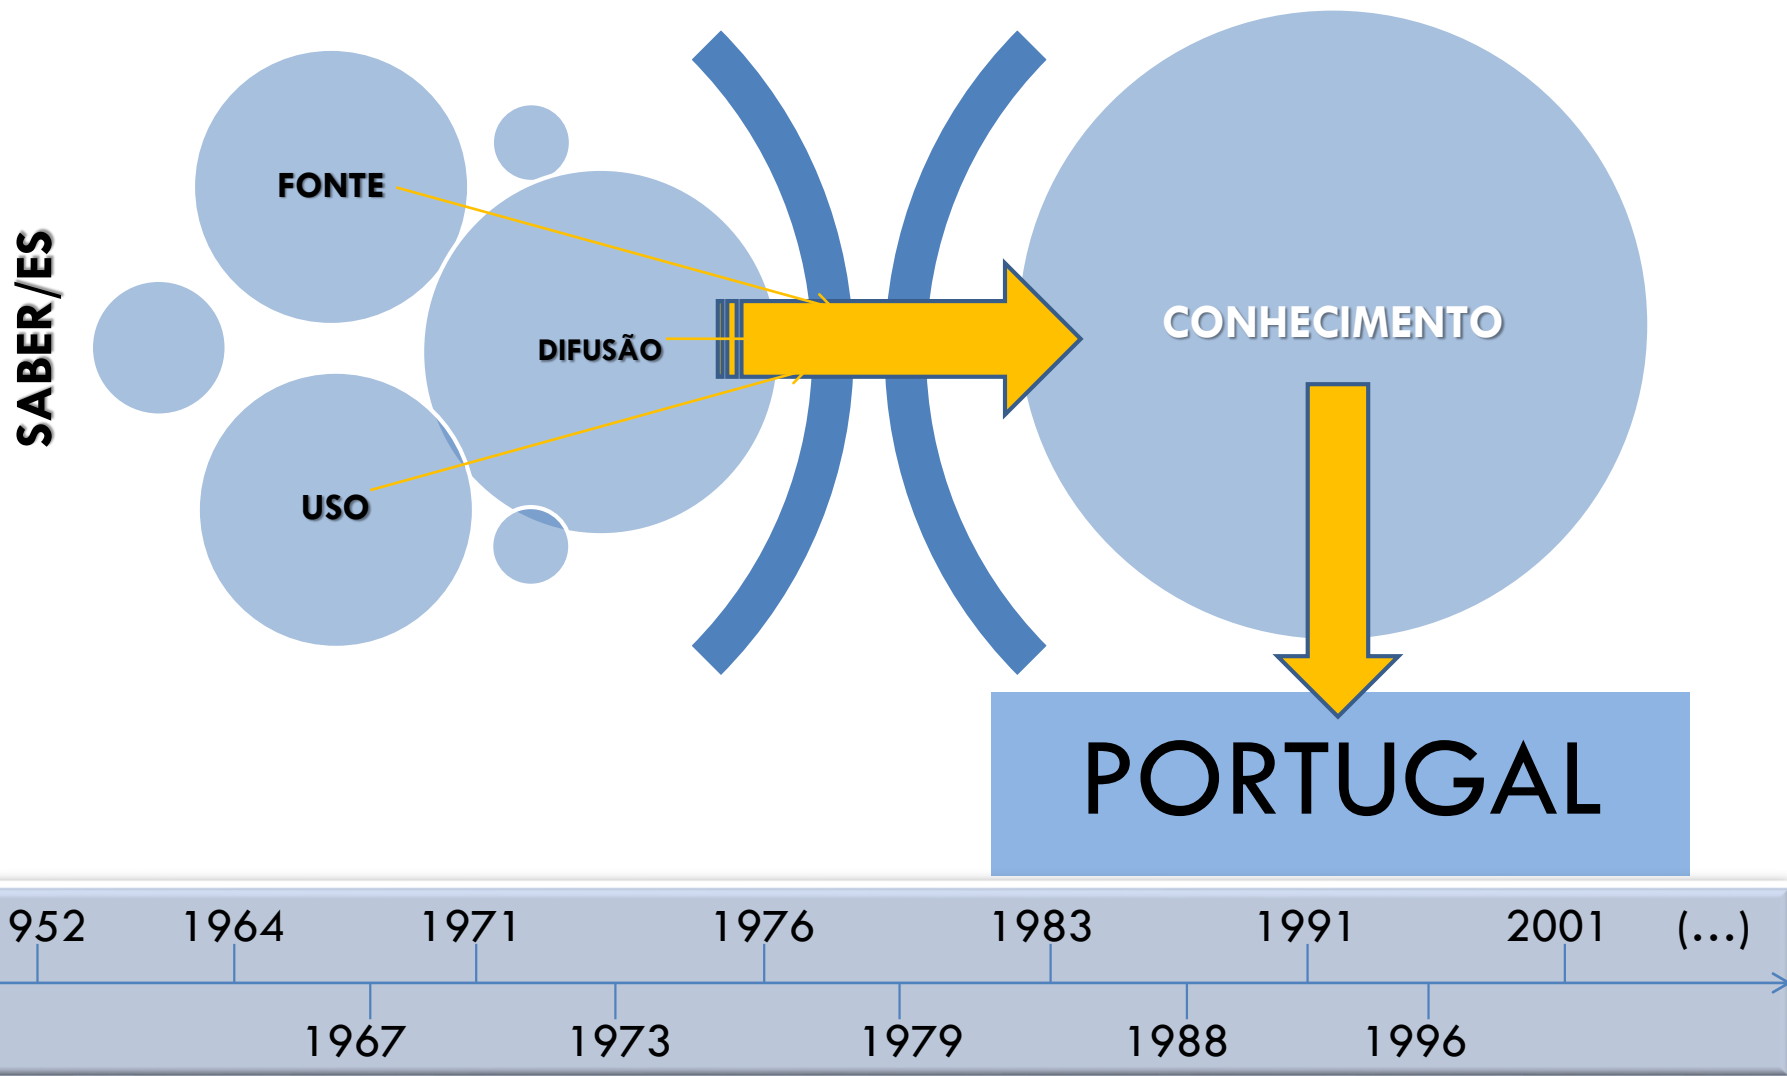 SABER/ES
FONTE
DIFUSÃO
USO
CONHECIMENTO
PORTUGAL
952 1964 1971 1976 1983 1991 2001 (...)
1967 1973 1979 1988 1996